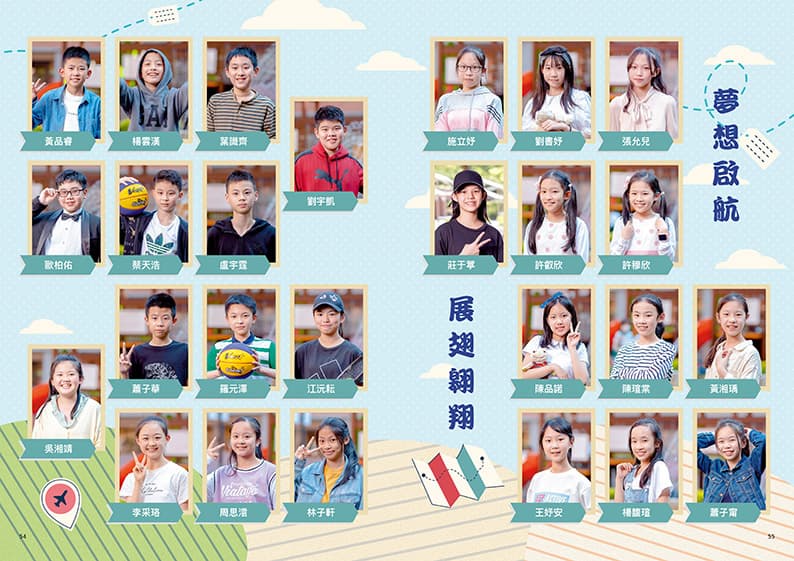 黃品睿
楊雲漢
葉識齊
劉宇凱
歐柏佑
蔡天浩
盧宇霆
蕭子華
羅元澤
江沅耘
吳湘靖
李采珞
周思澘
林子軒
施立妤
劉書妤
張允兒
莊于葶
許叡欣
許穆欣
陳品諾
陳瑄棠
黃湘瑀
王妤安
楊馥瑄
蕭子甯
夢想啟航
展翅翱翔
54
55